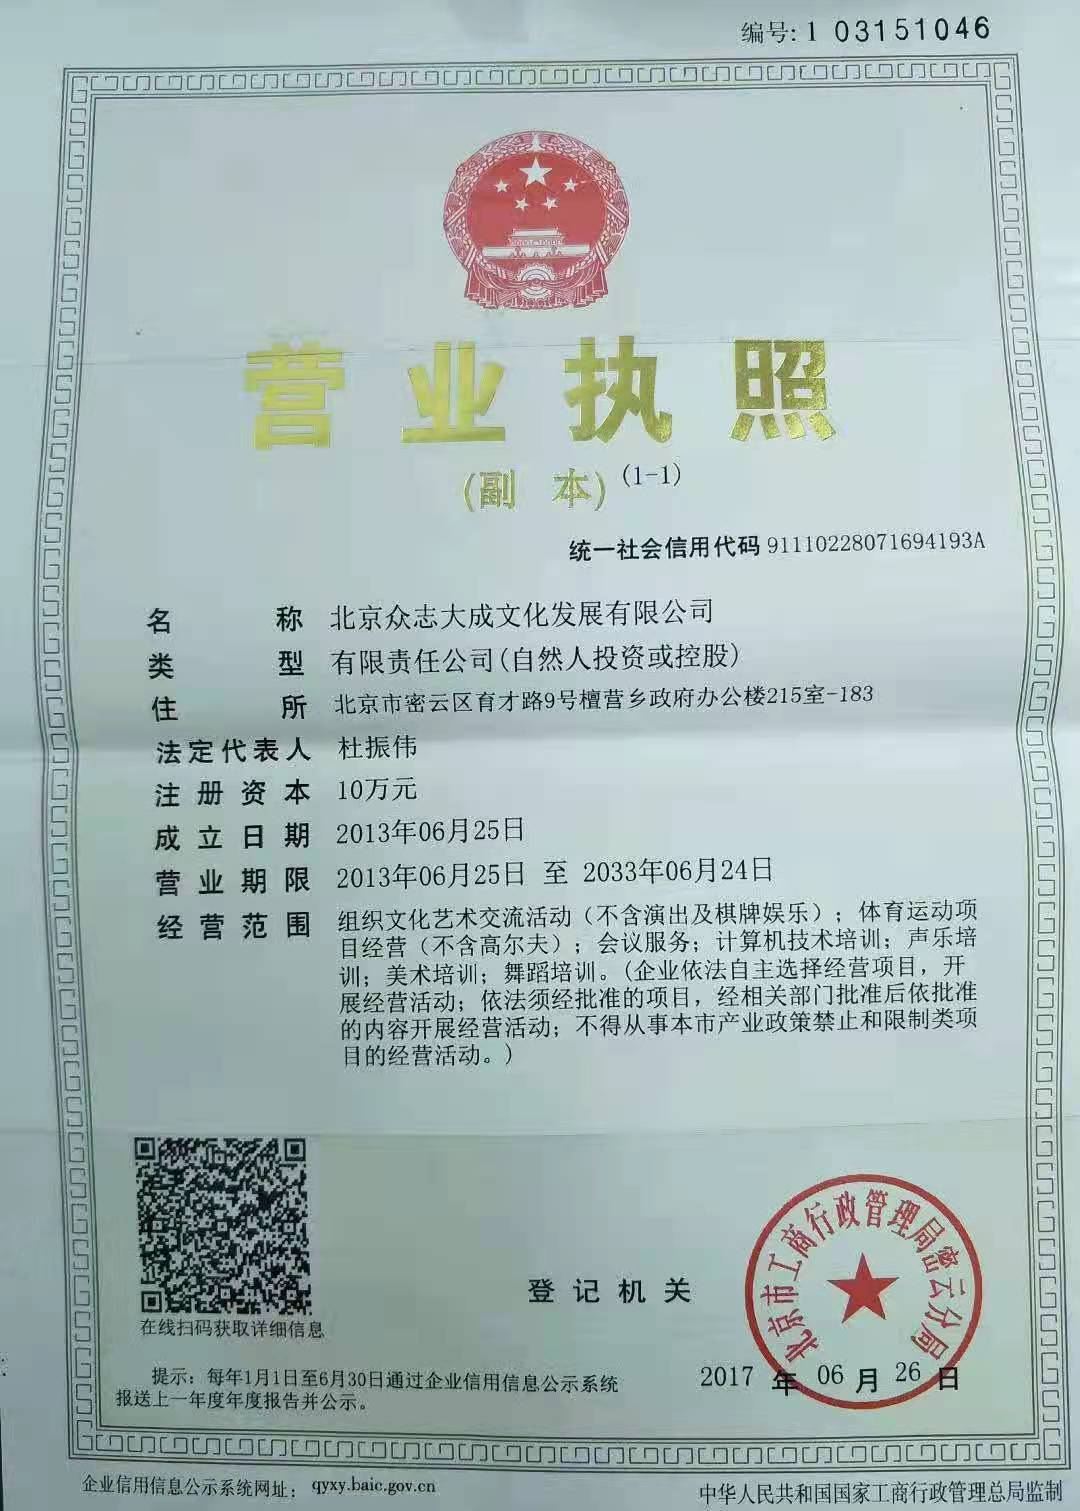 编号: 1 03151046
营业执照
(副 本) (1-1)
统一社会信用代码 91110228071694193A
名 称 北京众志大成文化发展有限公司
类 型 有限责任公司(自然人投资或控股)
住 所 北京市密云区育才路9号檀营乡政府办公楼215室-183
法定代表人 杜振伟
注册资本 10万元
成立日期 2013年06月25日
营业期限 2013年06月25日 至 2033年06月24日
经营范围 组织文化艺术交流活动（不含演出及棋牌娱乐）；体育运动项
目经营（不含高尔夫）；会议服务；计算机技术培训；声乐培
训；美术培训；舞蹈培训。(企业依法自主选择经营项目，开
展经营活动；依法须经批准的项目，经相关部门批准后依批准
的内容开展经营活动；不得从事本市产业政策禁止和限制类项
目的经营活动。)
在线扫码获取详细信息
登记机关
北京市工商行政管理局密云分局
2017 年 06 月 26 日
提示：每年1月1日至6月30日通过企业信用信息公示系统
报送上一年度年度报告并公示。
企业信用信息公示系统网址： qyxy.baic.gov.cn
中华人民共和国国家工商行政管理总局监制